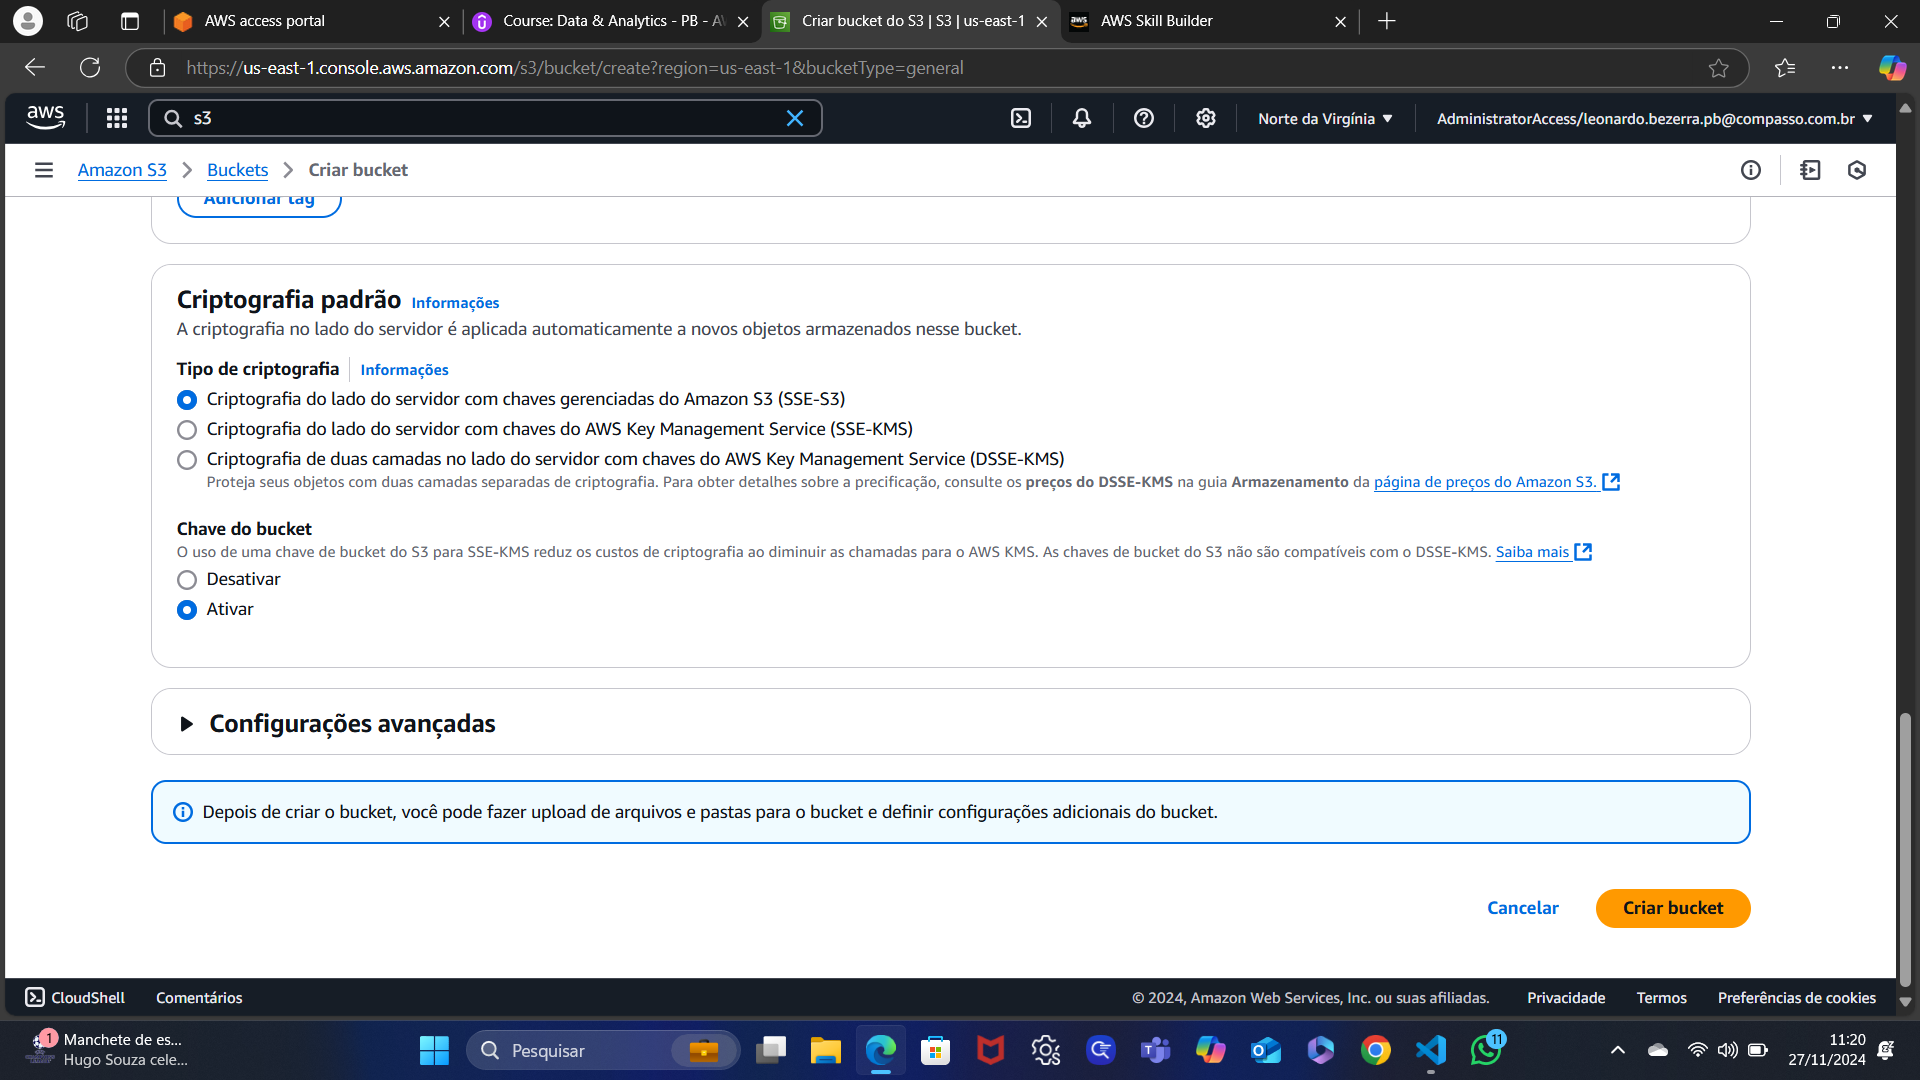 AWS access portal
Course: Data & Analytics - PB - AV
Criar bucket do S3 | S3 | us-east-1
aws
AWS Skill Builder
https://us-east-1.console.aws.amazon.com/s3/bucket/create?region=us-east-1&bucketType=general
aws
s3
Norte da Virgínia
AdministratorAccess/leonardo.bezerra.pb@compasso.com.br
Amazon S3
Buckets
Criar bucket
Adicionar tag
Criptografia padrão
Informações
A criptografia no lado do servidor é aplicada automaticamente a novos objetos armazenados nesse bucket.
Tipo de criptografia
Informações
Criptografia do lado do servidor com chaves gerenciadas do Amazon S3 (SSE-S3)
Criptografia do lado do servidor com chaves do AWS Key Management Service (SSE-KMS)
Criptografia de duas camadas no lado do servidor com chaves do AWS Key Management Service (DSSE-KMS)
Proteja seus objetos com duas camadas separadas de criptografia. Para obter detalhes sobre a precificação, consulte os preços do DSSE-KMS na guia Armazenamento da página de preços do Amazon S3.
Chave do bucket
O uso de uma chave de bucket do S3 para SSE-KMS reduz os custos de criptografia ao diminuir as chamadas para o AWS KMS. As chaves de bucket do S3 não são compatíveis com o DSSE-KMS. Saiba mais
Desativar
Ativar
Configurações avançadas
Depois de criar o bucket, você pode fazer upload de arquivos e pastas para o bucket e definir configurações adicionais do bucket.
Cancelar
Criar bucket
CloudShell
Comentários
© 2024, Amazon Web Services, Inc. ou suas afiliadas.
Privacidade
Termos
Preferências de cookies
1
Manchete de es...
Hugo Souza cele...
Pesquisar
11
11:20
27/11/2024